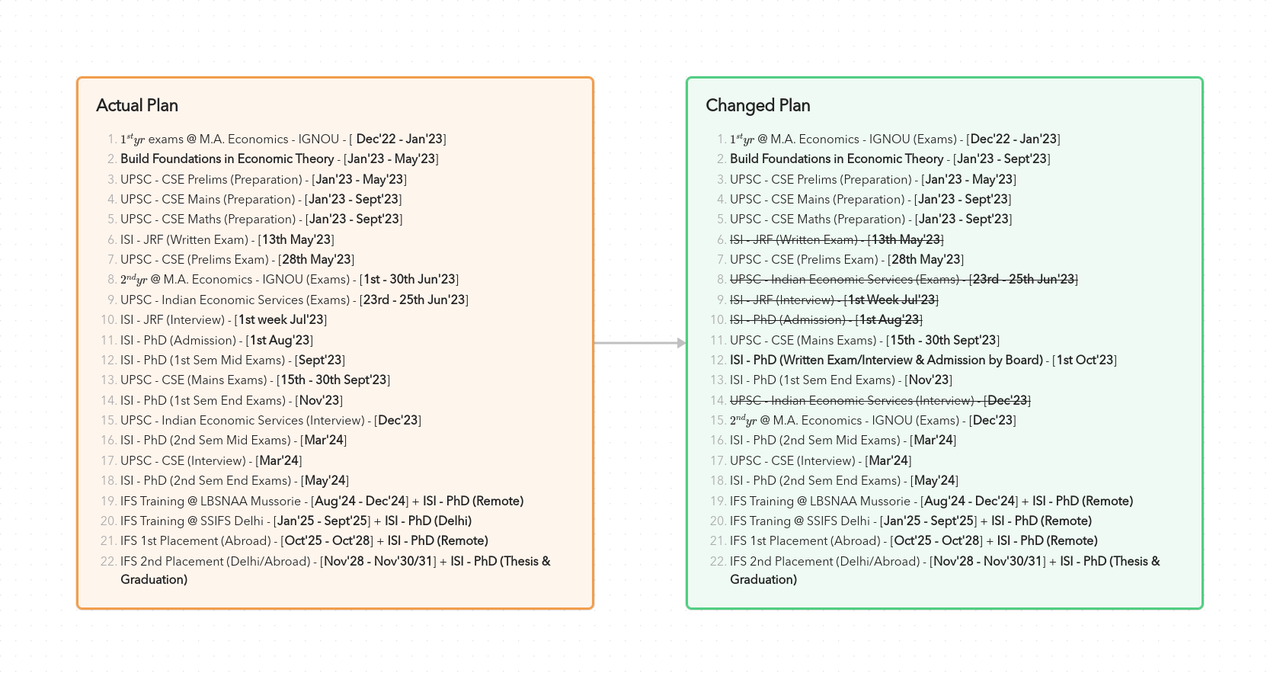 Actual Plan
1. 1st yr exams @ M.A. Economics - IGNOU - [ Dec'22 - Jan'23]
2. Build Foundations in Economic Theory - [Jan'23 - May'23]
3. UPSC - CSE Prelims (Preparation) - [Jan'23 - May'23]
4. UPSC - CSE Mains (Preparation) - [Jan'23 - Sept'23]
5. UPSC - CSE Maths (Preparation) - [Jan'23 - Sept'23]
6. ISI - JRF (Written Exam) - [13th May'23]
7. UPSC - CSE (Prelims Exam) - [28th May'23]
8. 2nd yr @ M.A. Economics - IGNOU (Exams) - [1st - 30th Jun'23]
9. UPSC - Indian Economic Services (Exams) - [23rd - 25th Jun'23]
10. ISI - JRF (Interview) - [1st week Jul'23]
11. ISI - PhD (Admission) - [1st Aug'23]
12. ISI - PhD (1st Sem Mid Exams) - [Sept'23]
13. UPSC - CSE (Mains Exams) - [15th - 30th Sept'23]
14. ISI - PhD (1st Sem End Exams) - [Nov'23]
15. UPSC - Indian Economic Services (Interview) - [Dec'23]
16. ISI - PhD (2nd Sem Mid Exams) - [Mar'24]
17. UPSC - CSE (Interview) - [Mar'24]
18. ISI - PhD (2nd Sem End Exams) - [May'24]
19. IFS Training @ LBSNAA Mussorie - [Aug'24 - Dec'24] + ISI - PhD (Remote)
20. IFS Training @ SSIFS Delhi - [Jan'25 - Sept'25] + ISI - PhD (Delhi)
21. IFS 1st Placement (Abroad) - [Oct'25 - Oct'28] + ISI - PhD (Remote)
22. IFS 2nd Placement (Delhi/Abroad) - [Nov'28 - Nov'30/31] + ISI - PhD (Thesis &
Graduation)
Changed Plan
1. 1st yr @ M.A. Economics - IGNOU (Exams) - [Dec'22 - Jan'23]
2. Build Foundations in Economic Theory - [Jan'23 - Sept'23]
3. UPSC - CSE Prelims (Preparation) - [Jan'23 - May'23]
4. UPSC - CSE Mains (Preparation) - [Jan'23 - Sept'23]
5. UPSC - CSE Maths (Preparation) - [Jan'23 - Sept'23]
6. ISI - JRF (Written Exam) - [13th May'23]
7. UPSC - CSE (Prelims Exam) - [28th May'23]
8. UPSC - Indian Economic Services (Exams) - [23rd - 25th Jun'23]
9. ISI - JRF (Interview) - [1st Week Jul'23]
10. ISI - PhD (Admission) - [1st Aug'23]
11. UPSC - CSE (Mains Exams) - [15th - 30th Sept'23]
12. ISI - PhD (Written Exam/Interview & Admission by Board) - [1st Oct'23]
13. ISI - PhD (1st Sem End Exams) - [Nov'23]
14. UPSC - Indian Economic Services (Interview) - [Dec'23]
15. 2nd yr @ M.A. Economics - IGNOU (Exams) - [Dec'23]
16. ISI - PhD (2nd Sem Mid Exams) - [Mar'24]
17. UPSC - CSE (Interview) - [Mar'24]
18. ISI - PhD (2nd Sem End Exams) - [May'24]
19. IFS Training @ LBSNAA Mussorie - [Aug'24 - Dec'24] + ISI - PhD (Remote)
20. IFS Traning @ SSIFS Delhi - [Jan'25 - Sept'25] + ISI - PhD (Remote)
21. IFS 1st Placement (Abroad) - [Oct'25 - Oct'28] + ISI - PhD (Remote)
22. IFS 2nd Placement (Delhi/Abroad) - [Nov'28 - Nov'30/31] + ISI - PhD (Thesis &
Graduation)